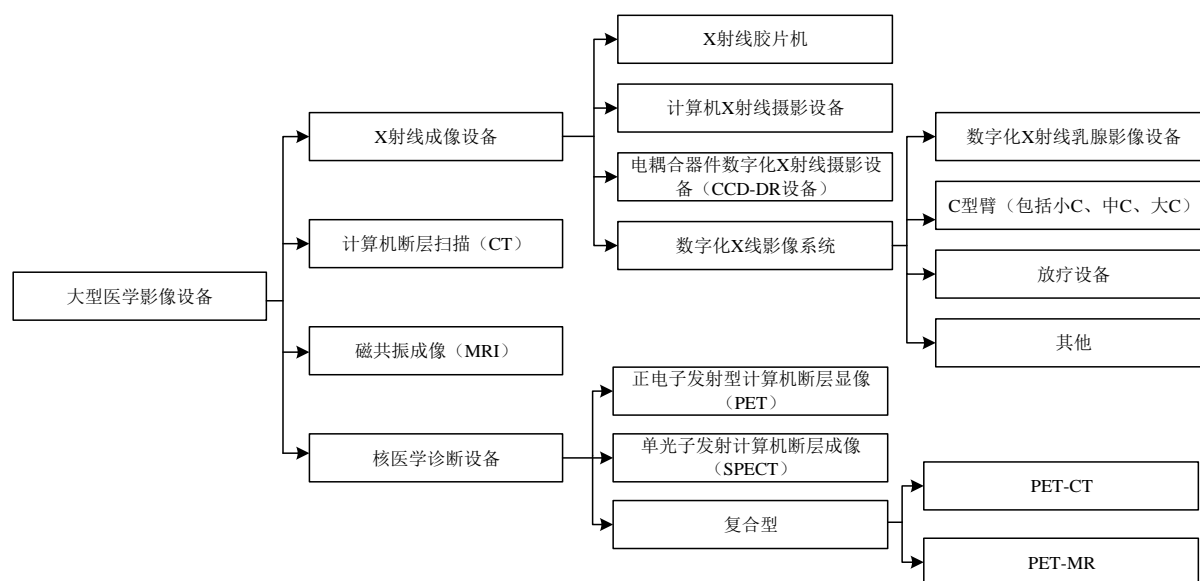 X射线胶片机
计算机X射线摄影设备
X射线成像设备
数字化X射线乳腺影像设备
电耦合器件数字化X射线摄影设
备（CCD-DR设备）
C型臂（包括小C、中C、大C）
计算机断层扫描（CT）
数字化X线影像系统
放疗设备
大型医学影像设备
其他
磁共振成像（MRI）
正电子发射型计算机断层显像
（PET）
核医学诊断设备
单光子发射计算机断层成像
（SPECT）
PET-CT
复合型
PET-MR